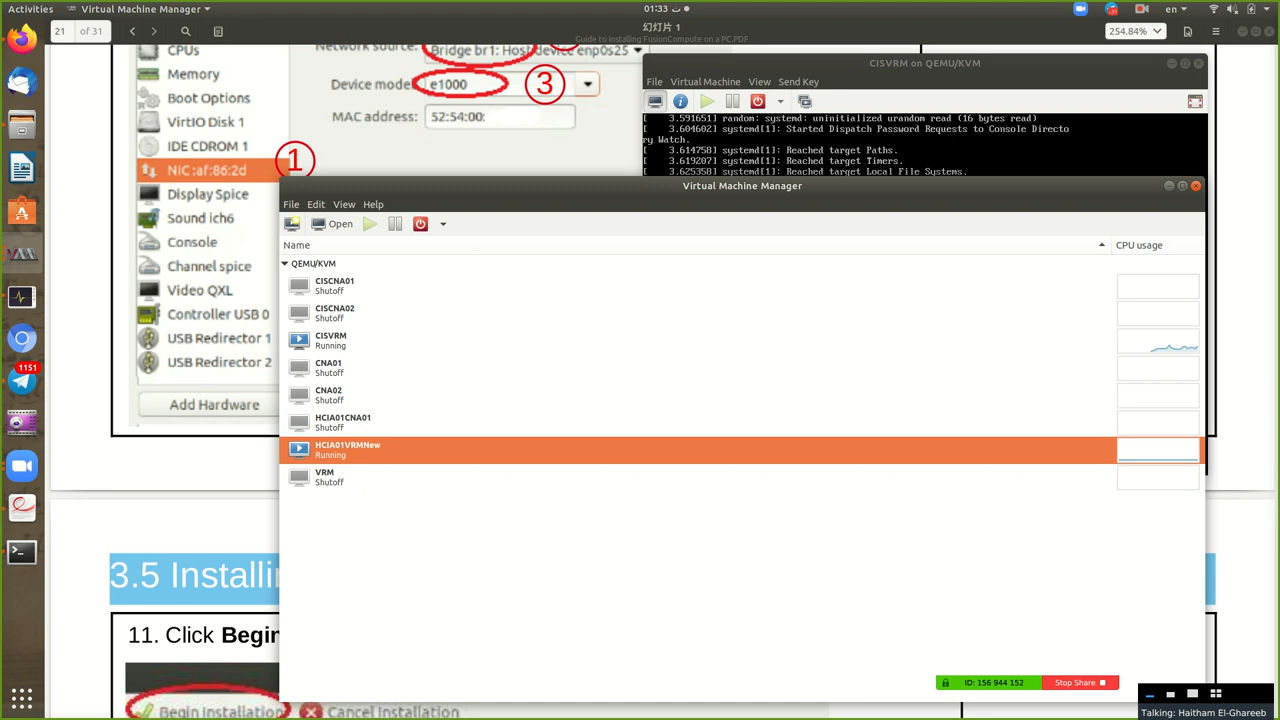 Activities
Virtual Machine Manager
01:33
en
21
of 31
幻灯片 1
Guide to Installing FusionCompute on a PC.PDF
254.84%
CPUs
Memory
Boot Options
VirtIO Disk 1
IDE CDROM 1
NIC :af:86:2d
Display Spice
Sound ich6
Console
Channel spice
Video QXL
Controller USB 0
USB Redirector 1
USB Redirector 2
Add Hardware
Network source:
Bridge br1: Host device enp0s25
Device model
e1000
3
MAC address:
52:54:00:
1
CISVRM on QEMU/KVM
File Virtual Machine View Send Key
[ 3.591651] random: systemd: uninitialized urandom read (16 bytes read)
[ 3.604602] systemd[1]: Started Dispatch Password Requests to Console Directo
ry Watch.
[ 3.614758] systemd[1]: Reached target Paths.
[ 3.619207] systemd[1]: Reached target Timers.
[ 3.625358] systemd[1]: Reached target Local File Systems.
Virtual Machine Manager
File Edit View Help
Open
Name
CPU usage
QEMU/KVM
CISCNA01
Shutoff
CISCNA02
Shutoff
CISVRM
Running
CNA01
Shutoff
CNA02
Shutoff
HCIA01CNA01
Shutoff
HCIA01VRMNew
Running
VRM
Shutoff
1151
3.5 Installi
11. Click Begin
Begin Installation
Cancel Installation
ID: 156 944 152
Stop Share
Talking: Haitham El-Ghareeb